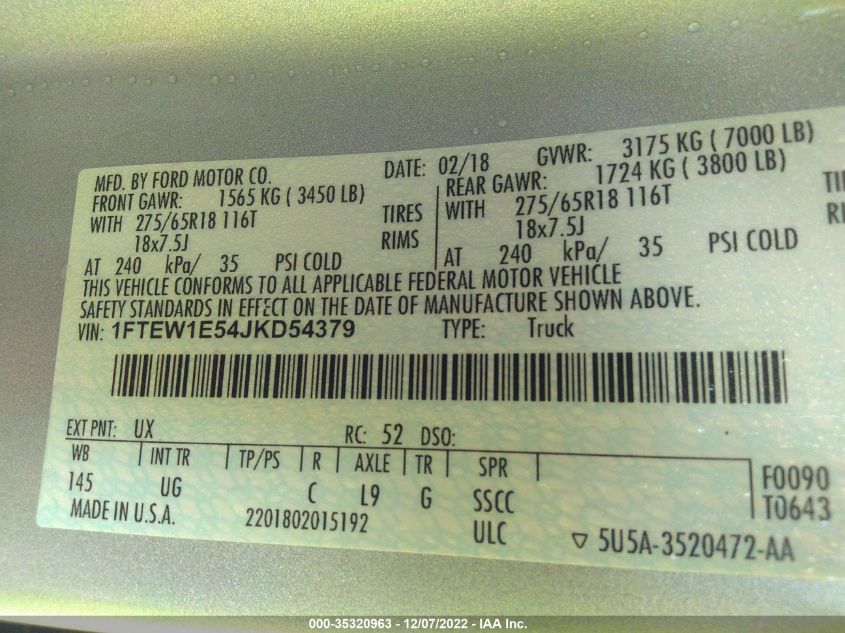 MFD. BY FORD MOTOR CO. DATE: 02/18 GVWR: 3175 KG ( 7000 LB)
FRONT GAWR: 1565 KG ( 3450 LB) REAR GAWR: 1724 KG ( 3800 LB)
WITH 275/65R18 116T TIRES WITH 275/65R18 116T TI
18x7.5J RIMS 18x7.5J RI
AT 240 kPa/ 35 PSI COLD AT 240 kPa/ 35 PSI COLD
THIS VEHICLE CONFORMS TO ALL APPLICABLE FEDERAL MOTOR VEHICLE
SAFETY STANDARDS IN EFFECT ON THE DATE OF MANUFACTURE SHOWN ABOVE.
VIN: 1FTEW1E54JKD54379 TYPE: Truck
EXT PNT: UX RC: 52 DSO:
WB INT TR TP/PS R AXLE TR SPR F0090
145 UG C L9 G SSCC T0643
MADE IN U.S.A. 2201802015192 ULC ▽ 5U5A-3520472-AA
000-35320963 - 12/07/2022 - IAA Inc.